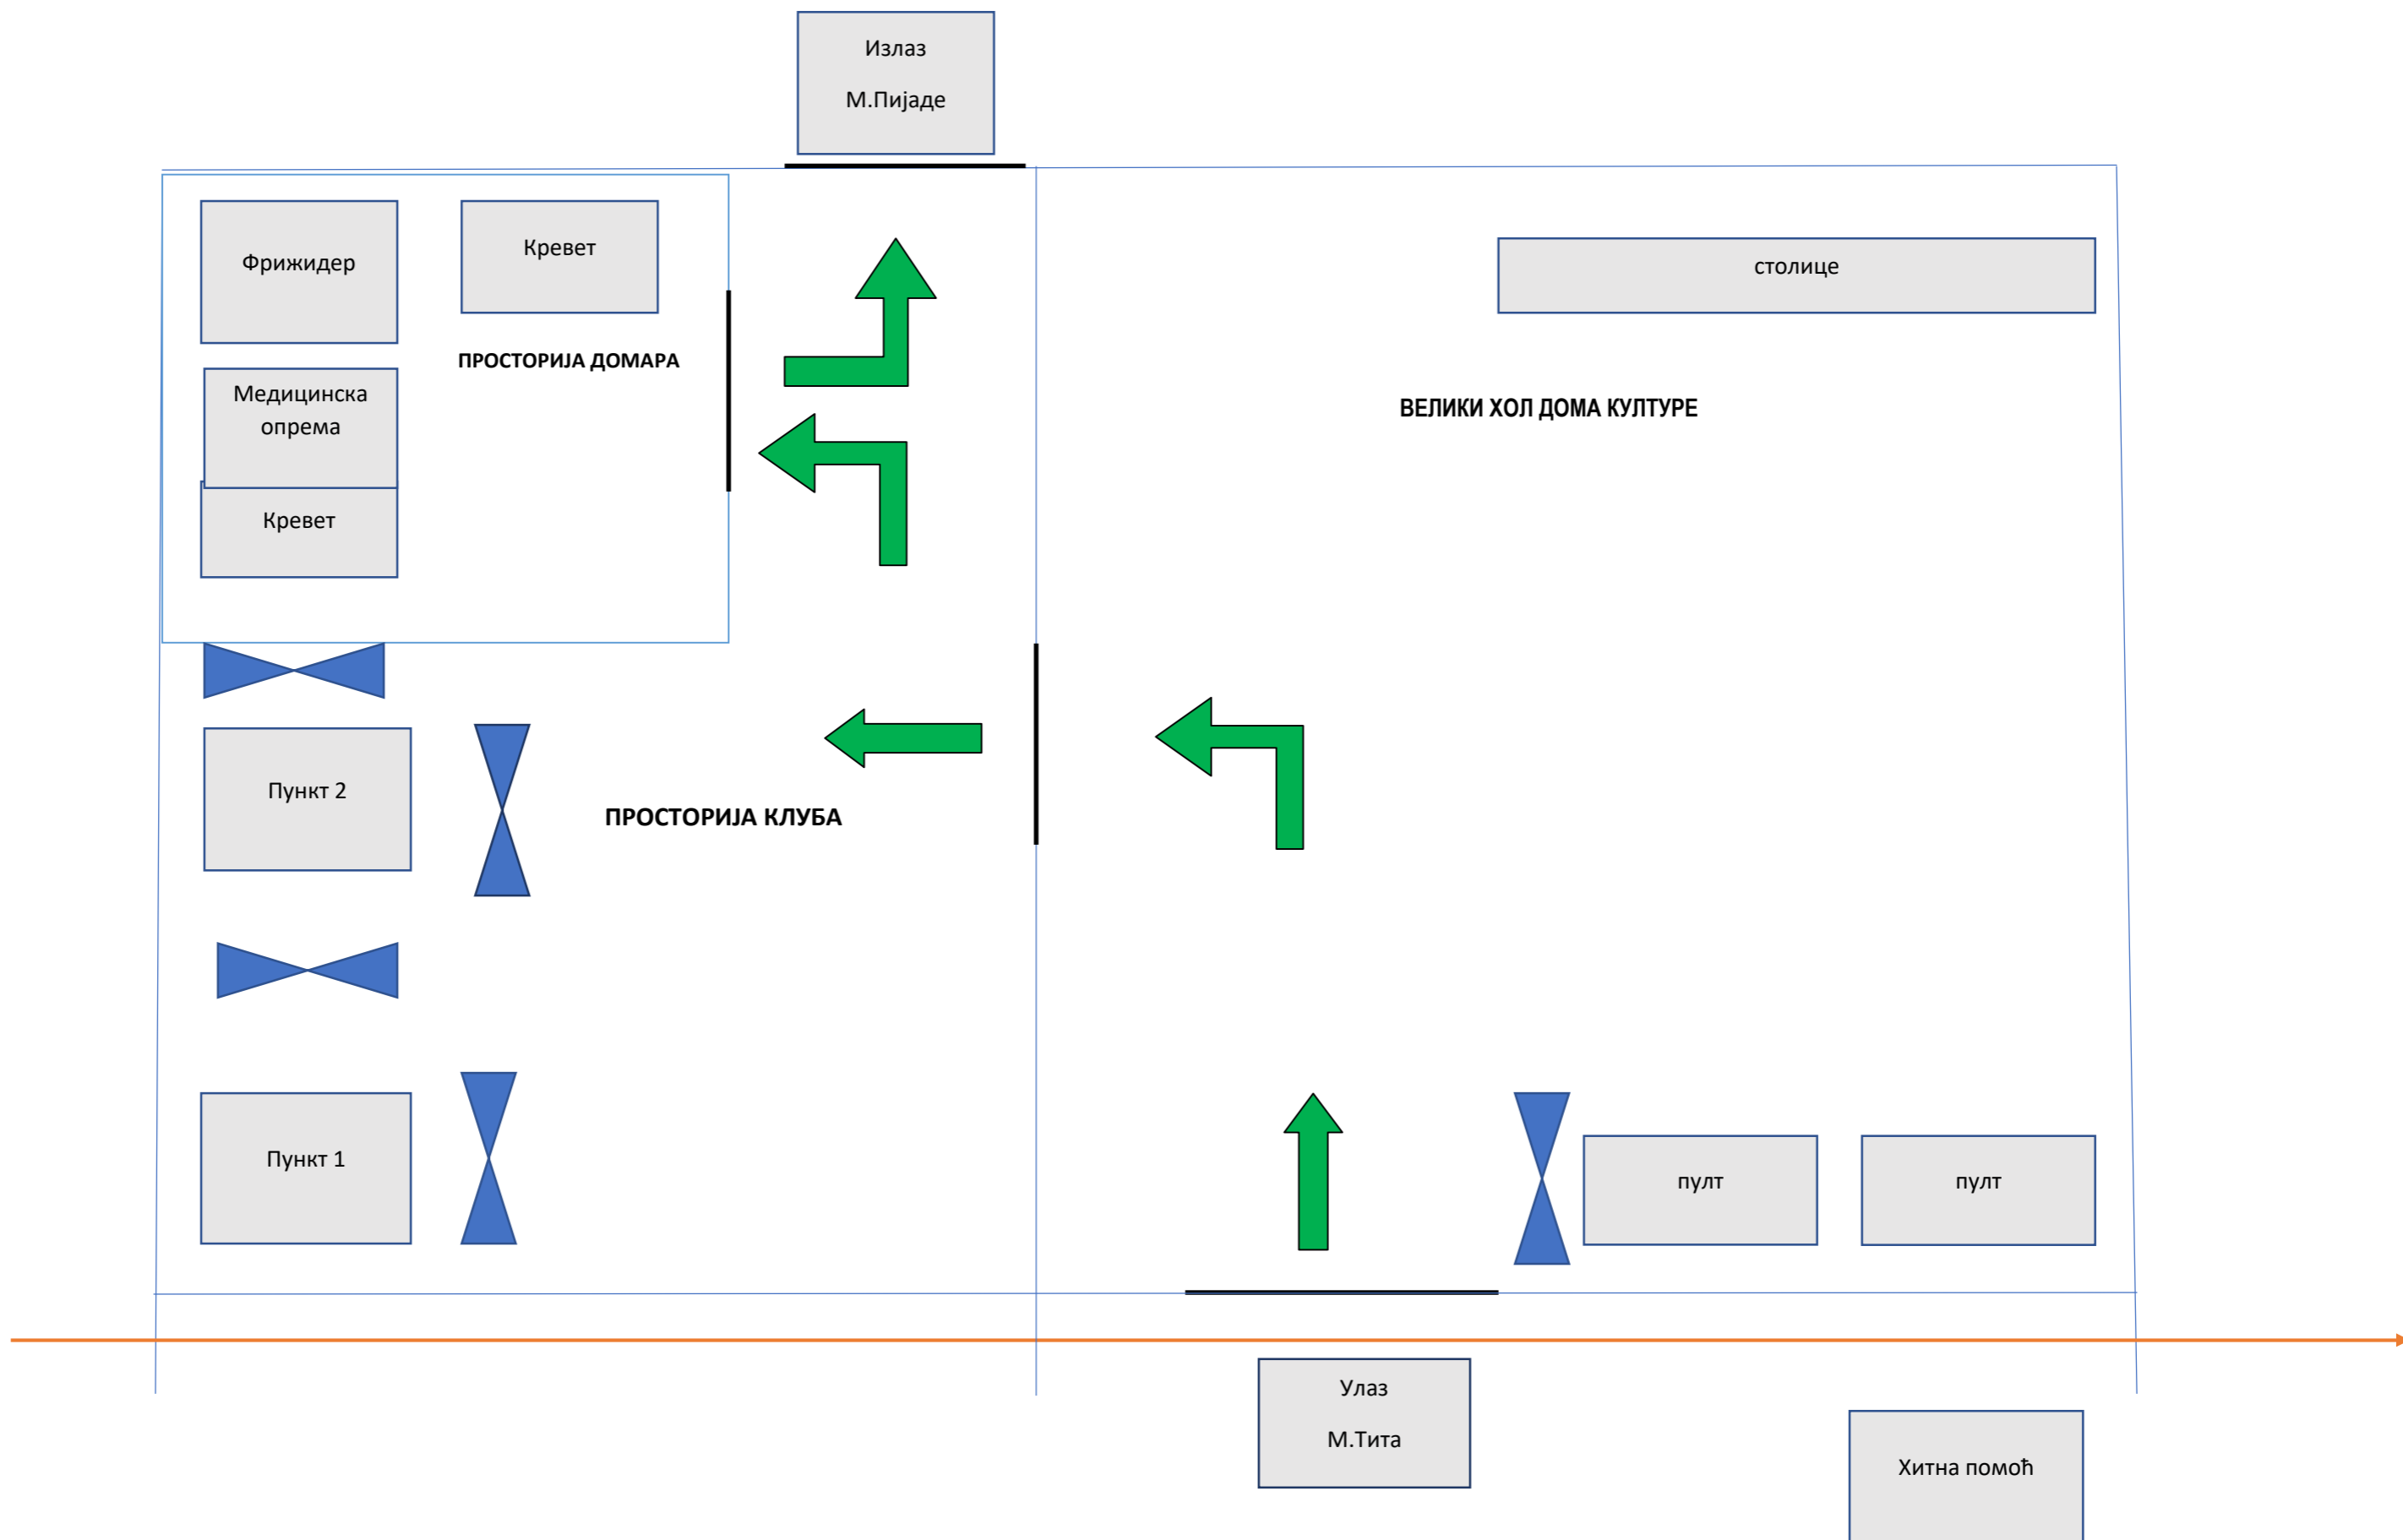 Излаз
М.Пијаде
Фрижидер
Кревет
столице
ПРОСТОРИЈА ДОМАРА
Медицинска
опрема
ВЕЛИКИ ХОЛ ДОМА КУЛТУРЕ
Кревет
Пункт 2
ПРОСТОРИЈА КЛУБА
Пункт 1
пулт
пулт
Улаз
М.Тита
Хитна помоћ